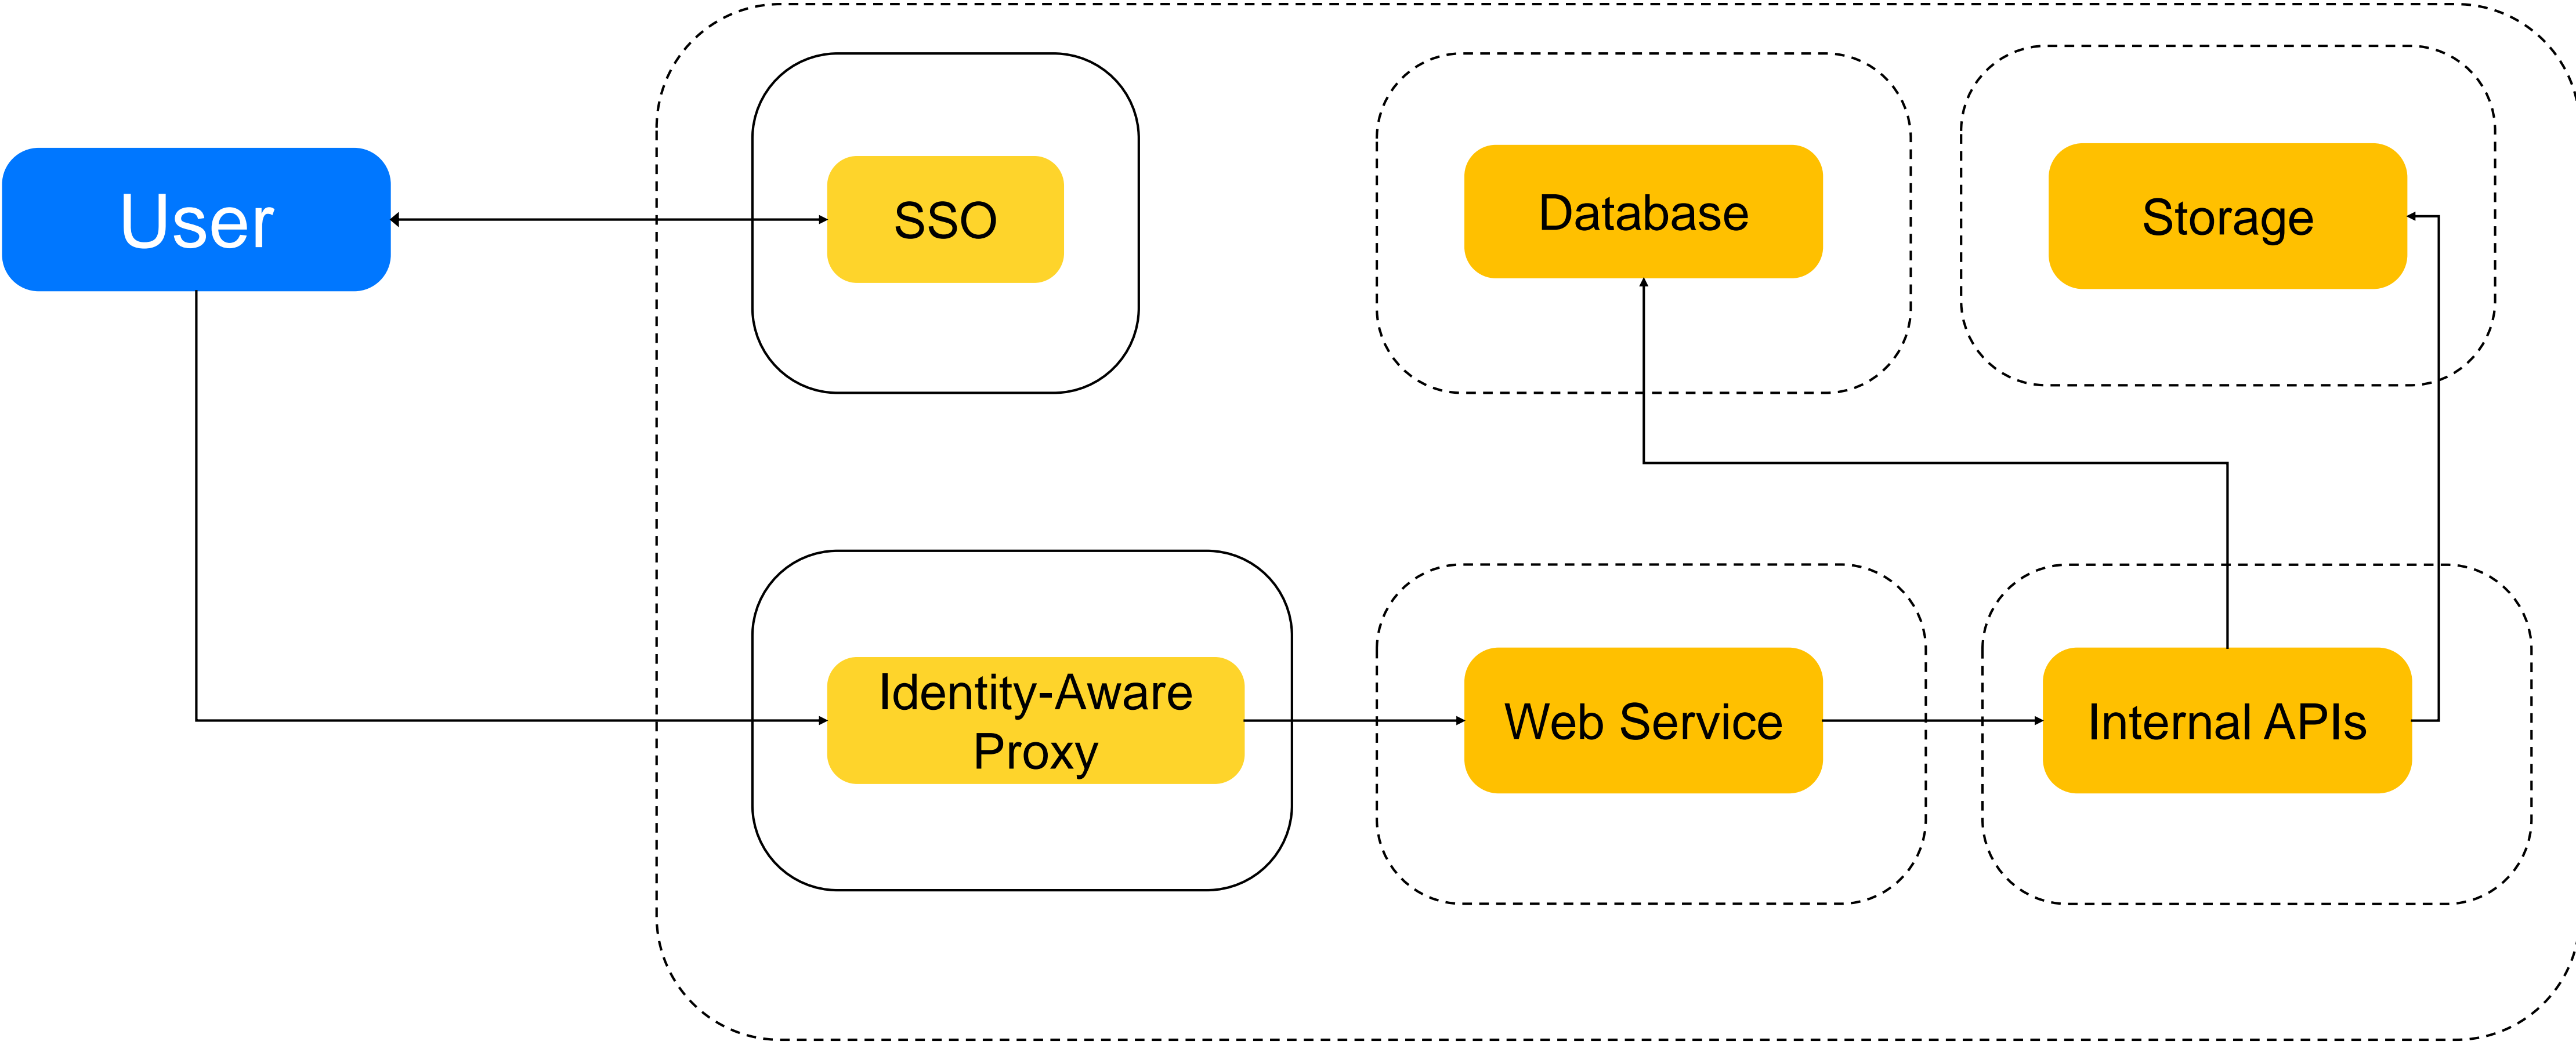 User
SSO
Database
Storage
Identity-Aware
Proxy
Web Service
Internal APIs